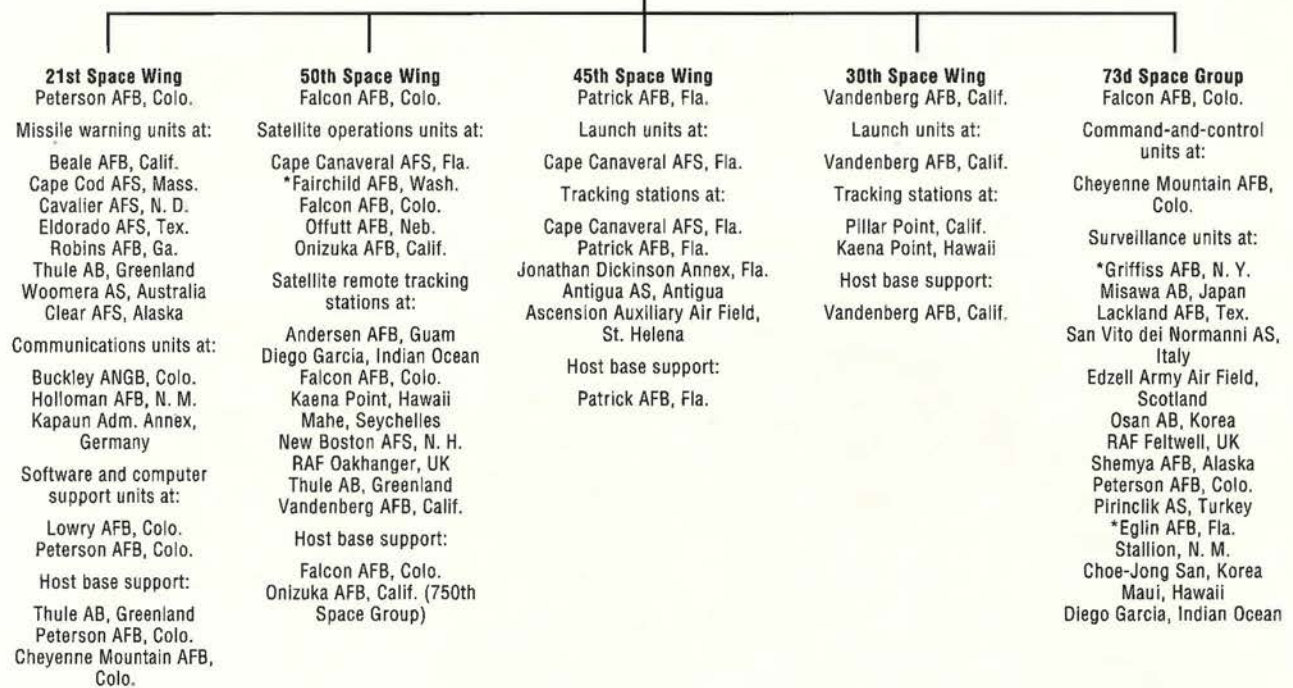 21st Space Wing
Peterson AFB, Colo.
Missile warning units at:
Beale AFB, Calif.
Cape Cod AFS, Mass.
Cavalier AFS, N. D.
Eldorado AFS, Tex.
Robins AFB, Ga.
Thule AB, Greenland
Woomera AS, Australia
Clear AFS, Alaska
Communications units at:
Buckley ANGB, Colo.
Holloman AFB, N. M.
Kapaun Adm. Annex,
Germany
Software and computer
support units at:
Lowry AFB, Colo.
Peterson AFB, Colo.
Host base support:
Thule AB, Greenland
Peterson AFB, Colo.
Cheyenne Mountain AFB,
Colo.
50th Space Wing
Falcon AFB, Colo.
Satellite operations units at:
Cape Canaveral AFS, Fla.
*Fairchild AFB, Wash.
Falcon AFB, Colo.
Offutt AFB, Neb.
Onizuka AFB, Calif.
Satellite remote tracking
stations at:
Andersen AFB, Guam
Diego Garcia, Indian Ocean
Falcon AFB, Colo.
Kaena Point, Hawaii
Mahe, Seychelles
New Boston AFS, N. H.
RAF Oakhanger, UK
Thule AB, Greenland
Vandenberg AFB, Calif.
Host base support:
Falcon AFB, Colo.
Onizuka AFB, Calif. (750th
Space Group)
45th Space Wing
Patrick AFB, Fla.
Launch units at:
Cape Canaveral AFS, Fla.
Tracking stations at:
Cape Canaveral AFS, Fla.
Patrick AFB, Fla.
Jonathan Dickinson Annex, Fla.
Antigua AS, Antigua
Ascension Auxiliary Air Field,
St. Helena
Host base support:
Patrick AFB, Fla.
30th Space Wing
Vandenberg AFB, Calif.
Launch units at:
Vandenberg AFB, Calif.
Tracking stations at:
Pillar Point, Calif.
Kaena Point, Hawaii
Host base support:
Vandenberg AFB, Calif.
73d Space Group
Falcon AFB, Colo.
Command-and-control
units at:
Cheyenne Mountain AFB,
Colo.
Surveillance units at:
*Griffiss AFB, N. Y.
Misawa AB, Japan
Lackland AFB, Tex.
San Vito dei Normanni AS,
Italy
Edzell Army Air Field,
Scotland
Osan AB, Korea
RAF Feltwell, UK
Shemya AFB, Alaska
Peterson AFB, Colo.
Pirinclik AS, Turkey
*Eglin AFB, Fla.
Stallion, N. M.
Choe-Jong San, Korea
Maui, Hawaii
Diego Garcia, Indian Ocean